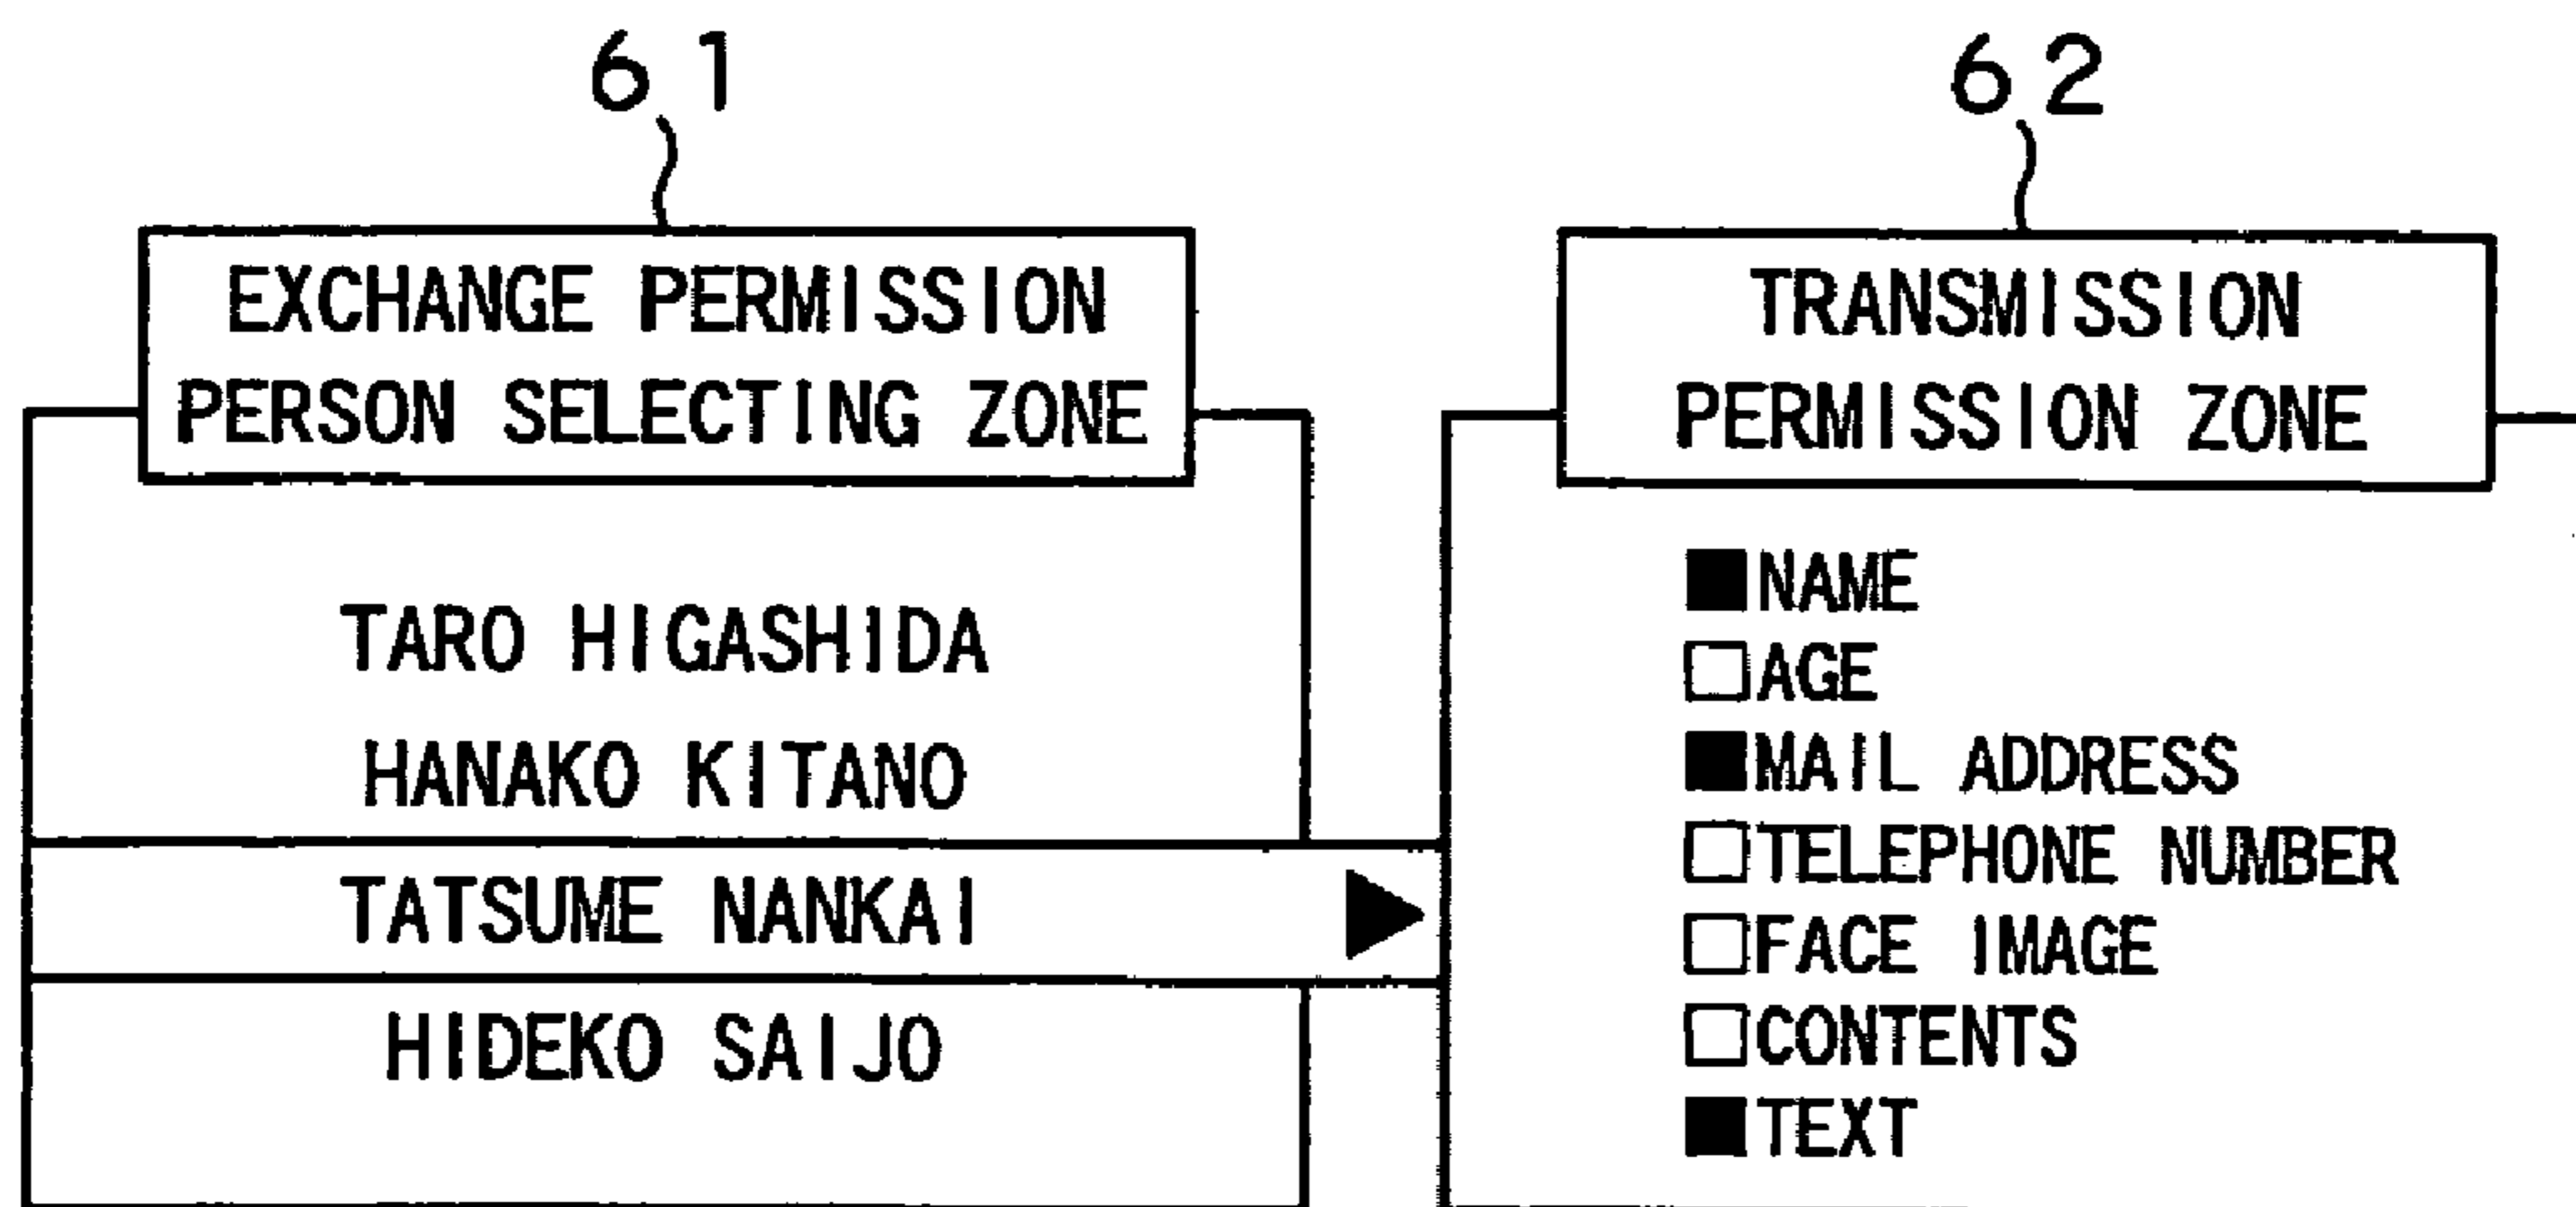 61
EXCHANGE PERMISSION
PERSON SELECTING ZONE
TARO HIGASHIDA
HANAKO KITANO
TATSUME NANKAI
HIDEKO SAIJO
62
TRANSMISSION
PERMISSION ZONE
NAME
AGE
MAIL ADDRESS
TELEPHONE NUMBER
FACE IMAGE
CONTENTS
TEXT